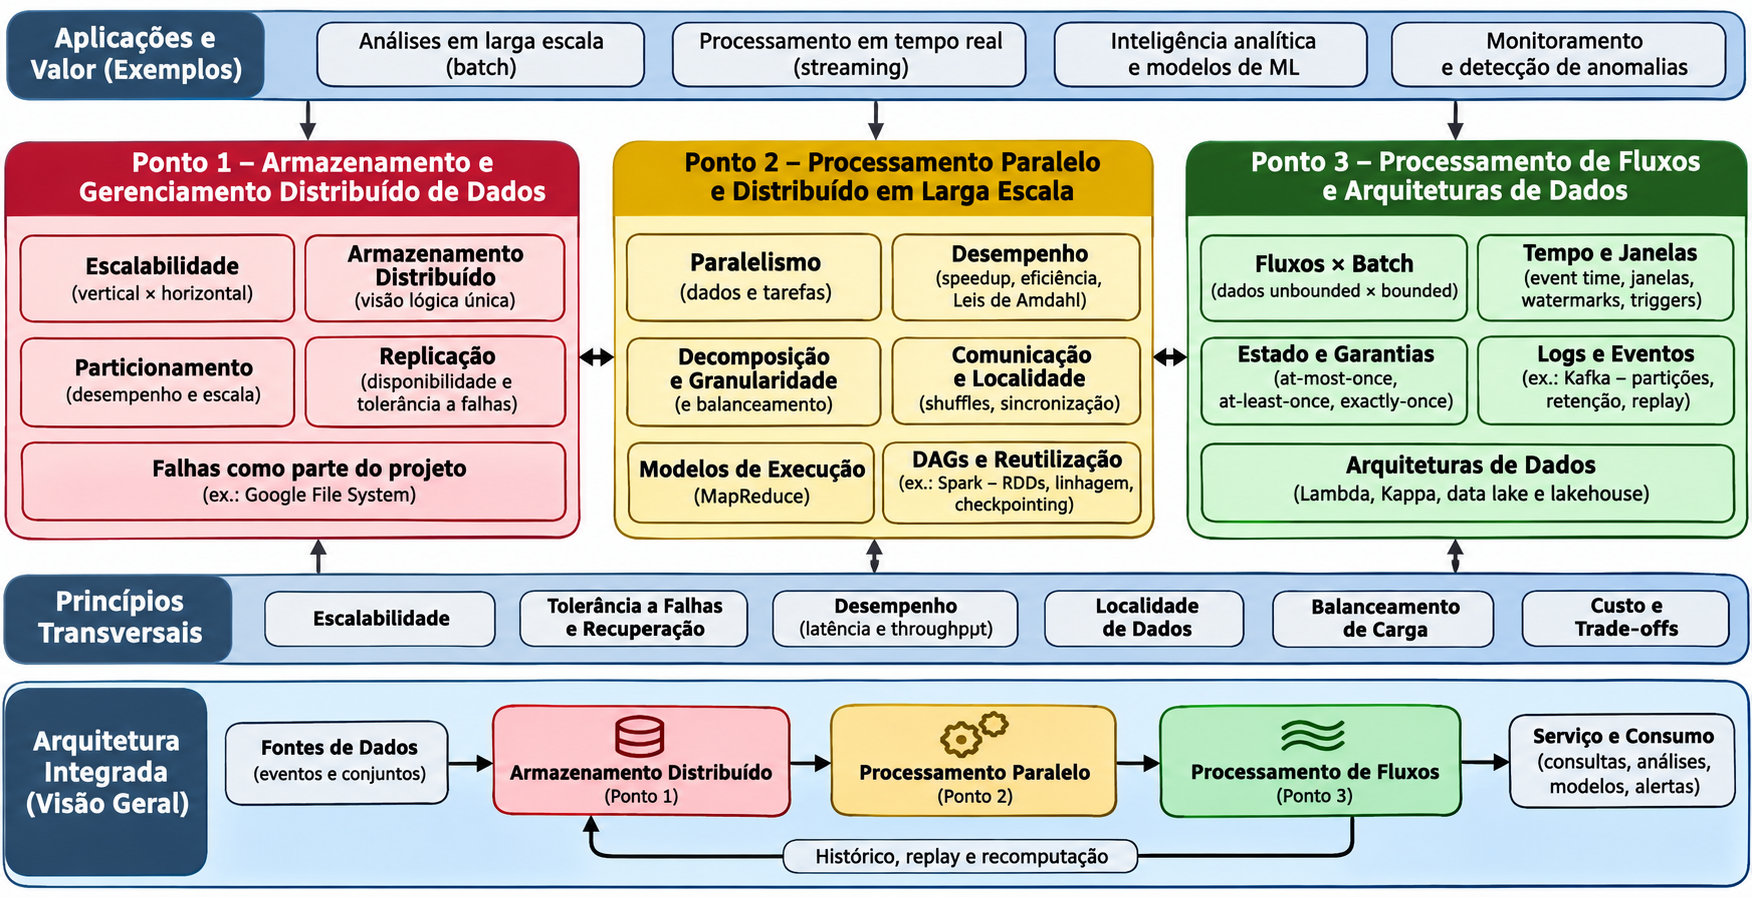 Aplicações e
Valor (Exemplos)
Análises em larga escala
(batch)
Processamento em tempo real
(streaming)
Inteligência analítica
e modelos de ML
Monitoramento
e detecção de anomalias
Ponto 1 – Armazenamento e
Gerenciamento Distribuído de Dados
Escalabilidade
(vertical × horizontal)
Armazenamento
Distribuído
(visão lógica única)
Particionamento
(desempenho e escala)
Replicação
(disponibilidade e
tolerância a falhas)
Falhas como parte do projeto
(ex.: Google File System)
Ponto 2 – Processamento Paralelo
e Distribuído em Larga Escala
Paralelismo
(dados e tarefas)
Desempenho
(speedup, eficiência,
Leis de Amdahl)
Decomposição
e Granularidade
(e balanceamento)
Comunicação
e Localidade
(shuffles, sincronização)
Modelos de Execução
(MapReduce)
DAGs e Reutilização
(ex.: Spark – RDDs, linhagem,
checkpointing)
Ponto 3 – Processamento de Fluxos
e Arquiteturas de Dados
Fluxos × Batch
(dados unbounded × bounded)
Tempo e Janelas
(event time, janelas,
watermarks, triggers)
Estado e Garantias
(at-most-once,
at-least-once, exactly-once)
Logs e Eventos
(ex.: Kafka – partições,
retenção, replay)
Arquiteturas de Dados
(Lambda, Kappa, data lake e lakehouse)
Princípios
Transversais
Escalabilidade
Tolerância a Falhas
e Recuperação
Desempenho
(latência e throughpμt)
Localidade
de Dados
Balanceamento
de Carga
Custo e
Trade-offs
Arquitetura
Integrada
(Visão Geral)
Fontes de Dados
(eventos e conjuntos)
Armazenamento Distribuído
(Ponto 1)
Processamento Paralelo
(Ponto 2)
Processamento de Fluxos
(Ponto 3)
Serviço e Consumo
(consultas, análises,
modelos, alertas)
Histórico, replay e recomputação